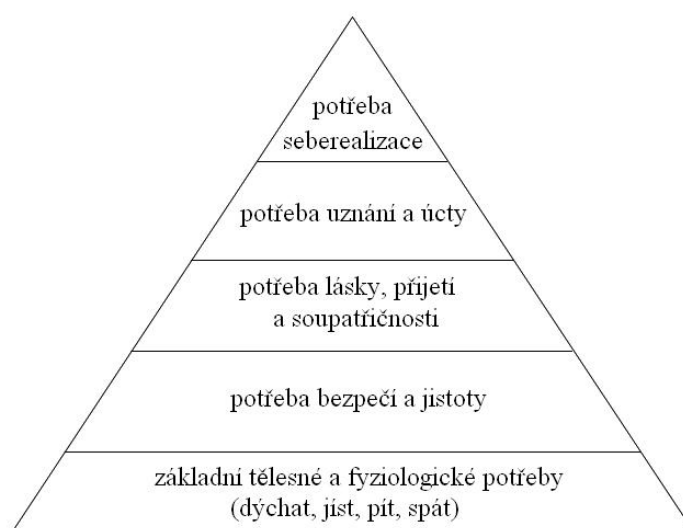 potřeba
seberealizace
potřeba uznání a úcty
potřeba lásky, přijetí
a soupatřičnosti
potřeba bezpečí a jistoty
základní tělesné a fyziologické potřeby
(dýchat, jíst, pít, spát)